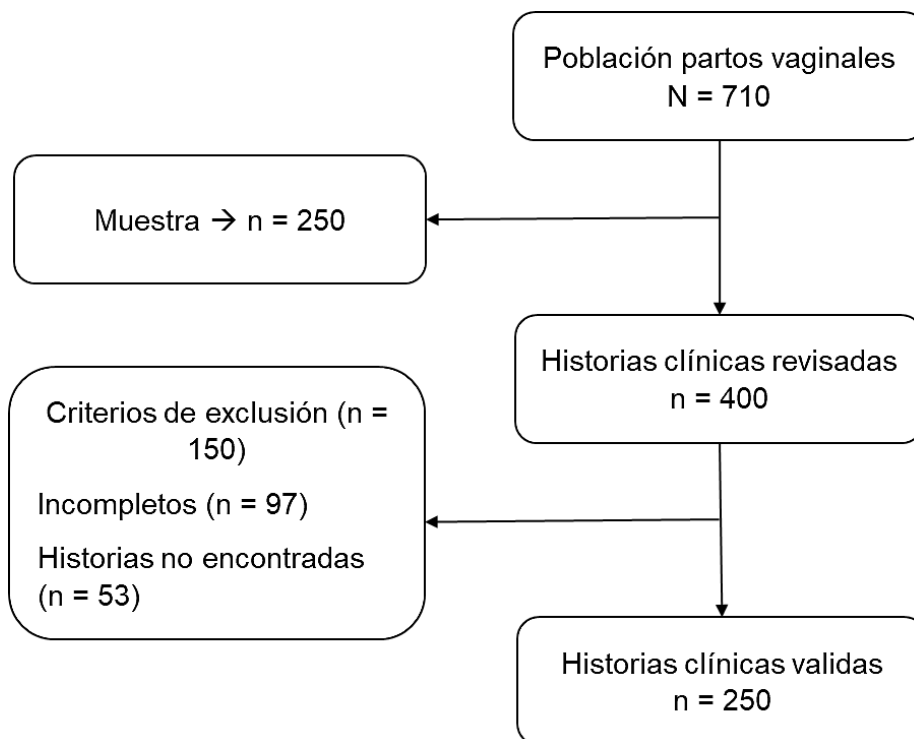 Población partos vaginales
N = 710
Muestra → n = 250
Historias clínicas revisadas
n = 400
Criterios de exclusión (n =
150)
Incompletos (n = 97)
Historias no encontradas
(n = 53)
Historias clínicas validas
n = 250